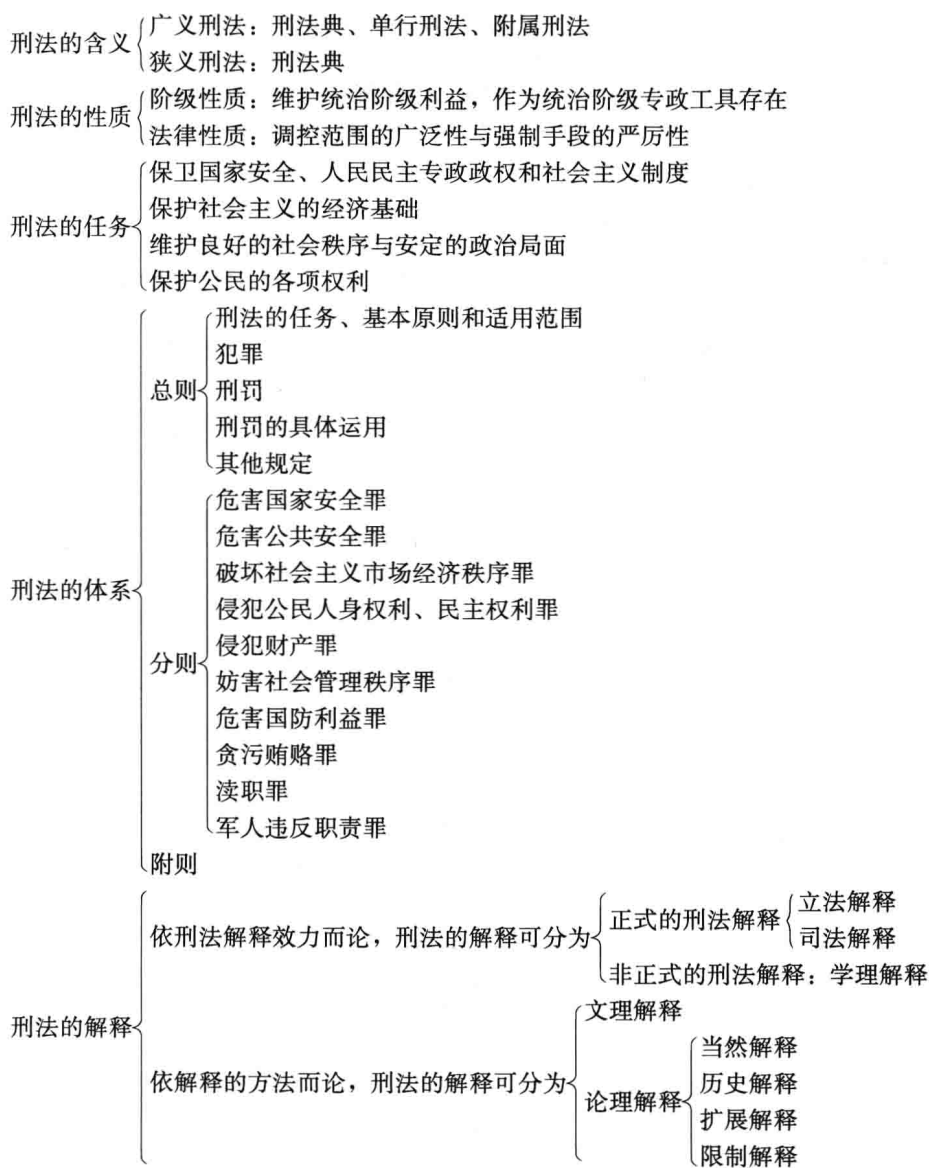 刑法的含义
广义刑法：刑法典、单行刑法、附属刑法
狭义刑法：刑法典
刑法的性质
阶级性质：维护统治阶级利益，作为统治阶级专政工具存在
法律性质：调控范围的广泛性与强制手段的严厉性
刑法的任务
保卫国家安全、人民民主专政政权和社会主义制度
保护社会主义的经济基础
维护良好的社会秩序与安定的政治局面
保护公民的各项权利
刑法的体系
总则
刑法的任务、基本原则和适用范围
犯罪
刑罚
刑罚的具体运用
其他规定
分则
危害国家安全罪
危害公共安全罪
破坏社会主义市场经济秩序罪
侵犯公民人身权利、民主权利罪
侵犯财产罪
妨害社会管理秩序罪
危害国防利益罪
贪污贿赂罪
渎职罪
军人违反职责罪
附则
刑法的解释
依刑法解释效力而论，刑法的解释可分为
正式的刑法解释
立法解释
司法解释
非正式的刑法解释：学理解释
依解释的方法而论，刑法的解释可分为
文理解释
论理解释
当然解释
历史解释
扩展解释
限制解释